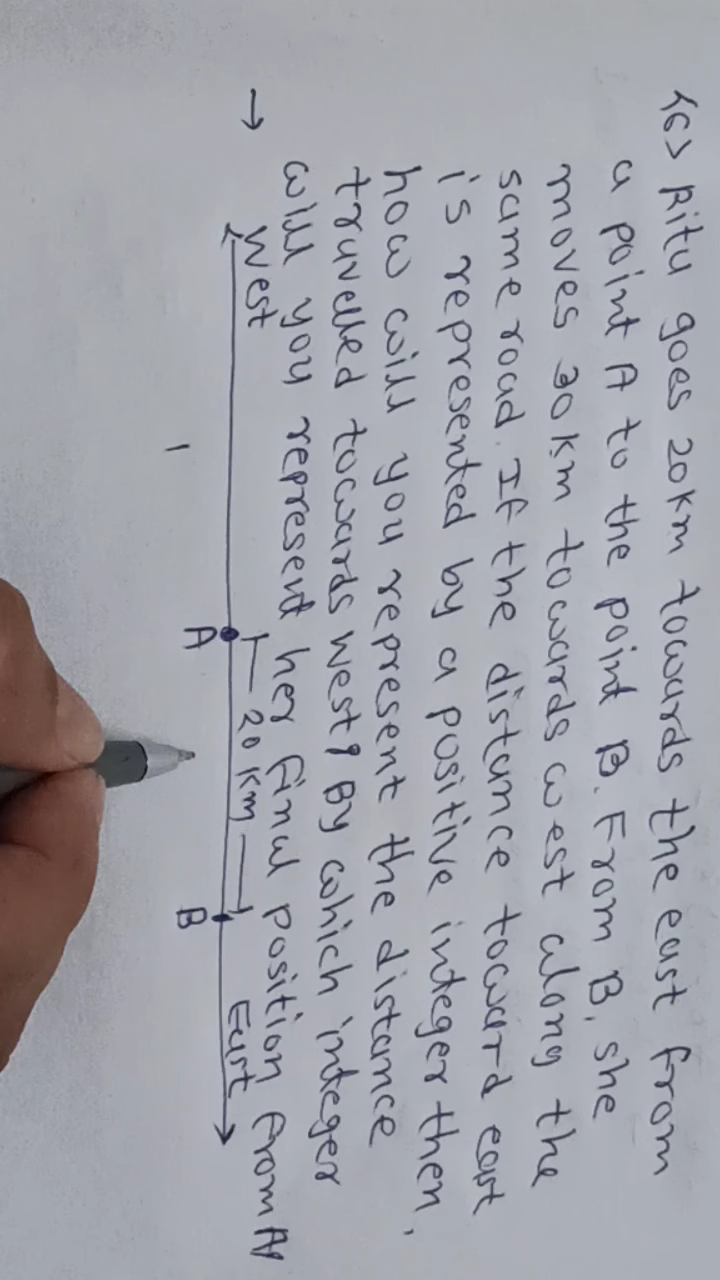 <6> Ritu goes 20km towards the east from
a point A to the point B. From B, she
moves 30km towards west along the
same road. If the distance toward east
is represented by a positive integer then,
how will you represent the distance
travelled towards west? By which integer
will you represent her final position from A?
→
West
20 Km
East
A
B